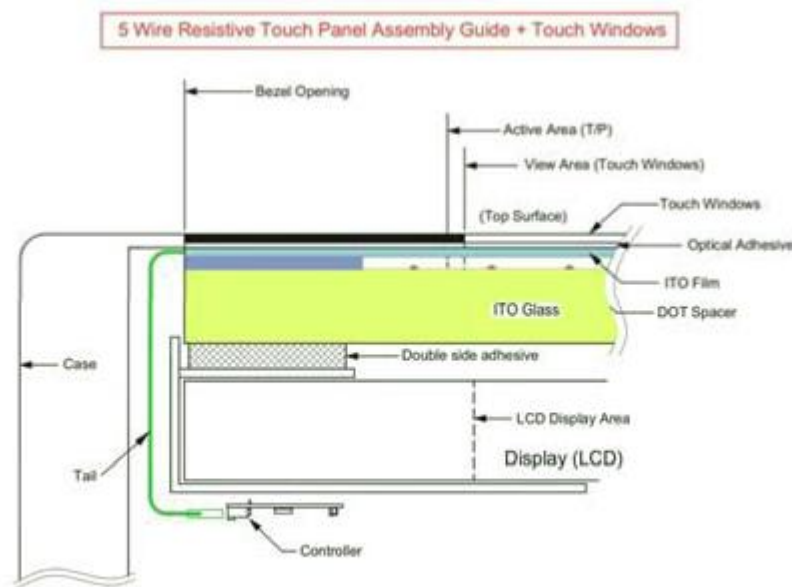 5 Wire Resistive Touch Panel Assembly Guide + Touch Windows
Bezel Opening
Active Area (T/P)
View Area (Touch Windows)
Touch Windows
(Top Surface)
Optical Adhesive
ITO Film
ITO Glass
DOT Spacer
Double side adhesive
Case
LCD Display Area
Display (LCD)
Tail
Controller